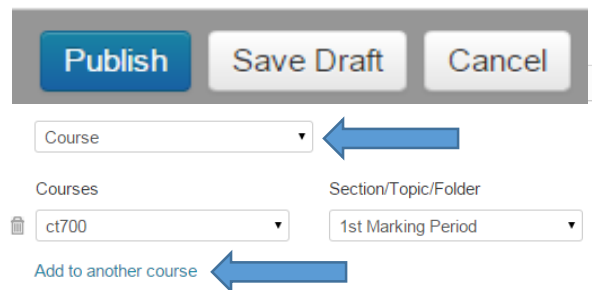 Publish Save Draft Cancel
Course
Courses Section/Topic/Folder
ct700 1st Marking Period
Add to another course